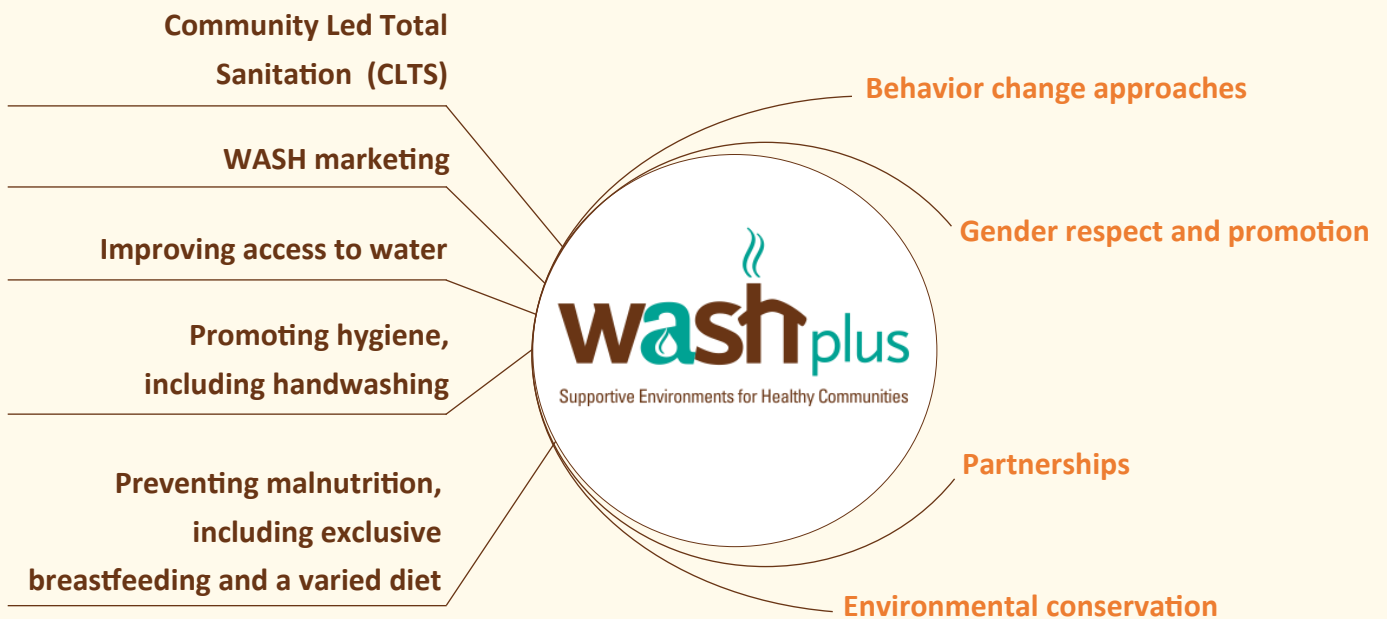 Community Led Total
Sanitation (CLTS)
WASH marketing
Improving access to water
Promoting hygiene,
including handwashing
Preventing malnutrition,
including exclusive
breastfeeding and a varied diet
wash plus
Supportive Environments for Healthy Communities
Behavior change approaches
Gender respect and promotion
Partnerships
Environmental conservation